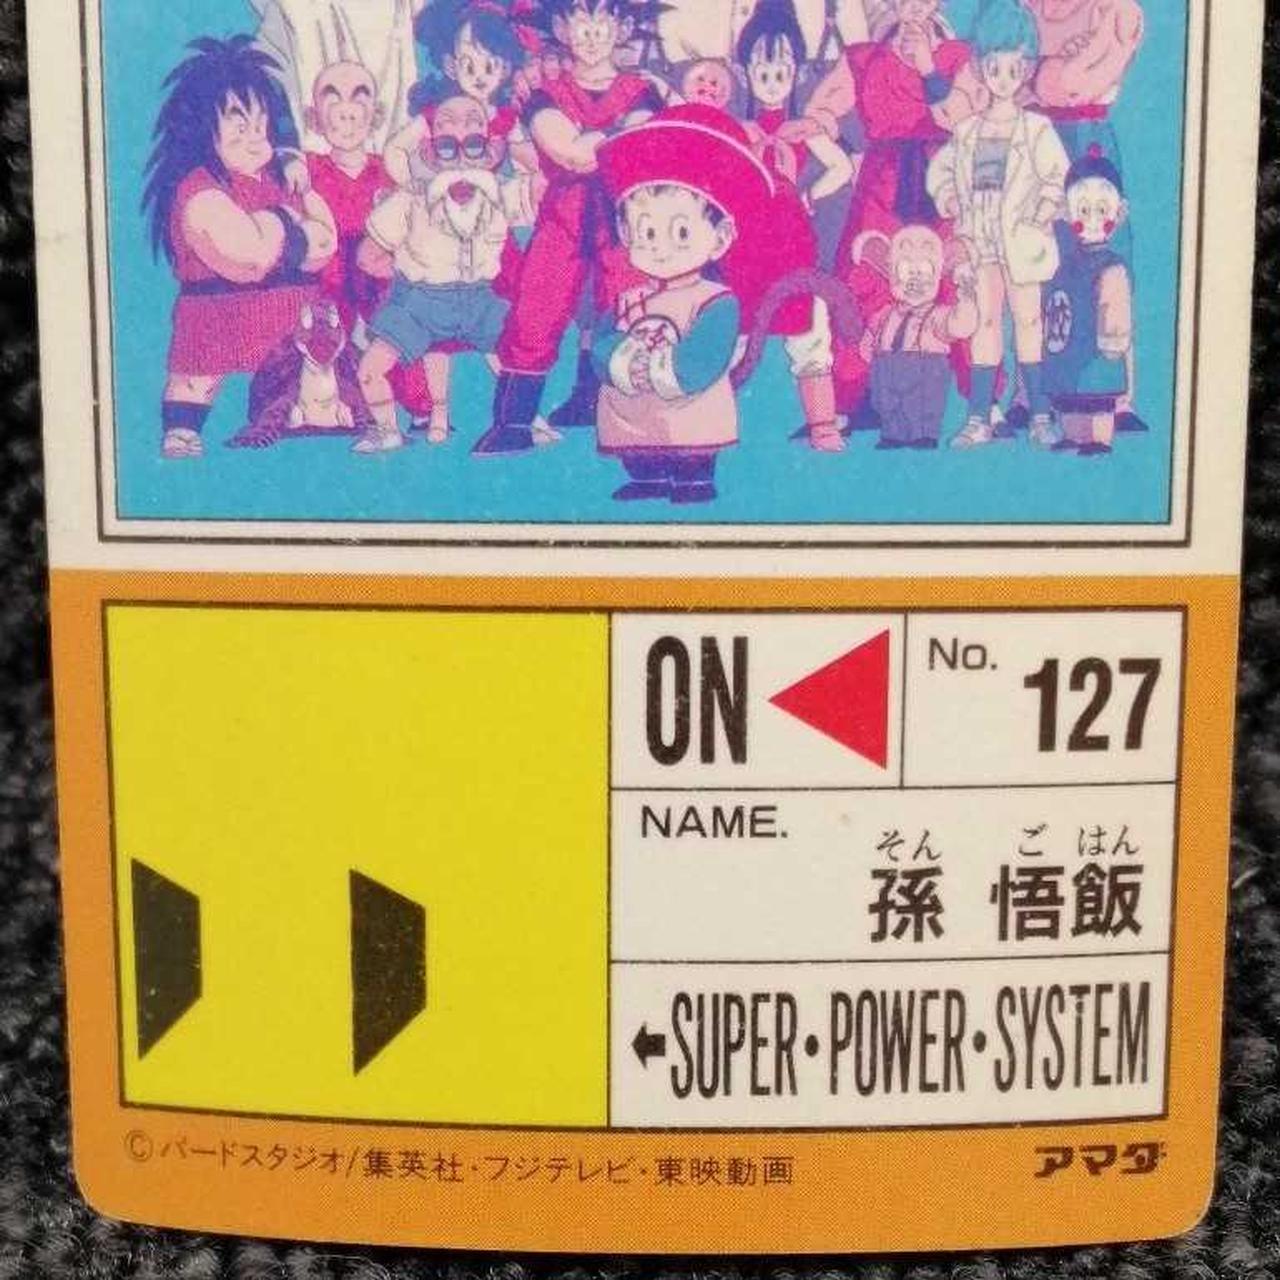 ON
No. 127
NAME.
そん ご はん
孫 悟飯
←SUPER・POWER・SYSTEM
©バードスタジオ/集英社・フジテレビ・東映動画
アマダ